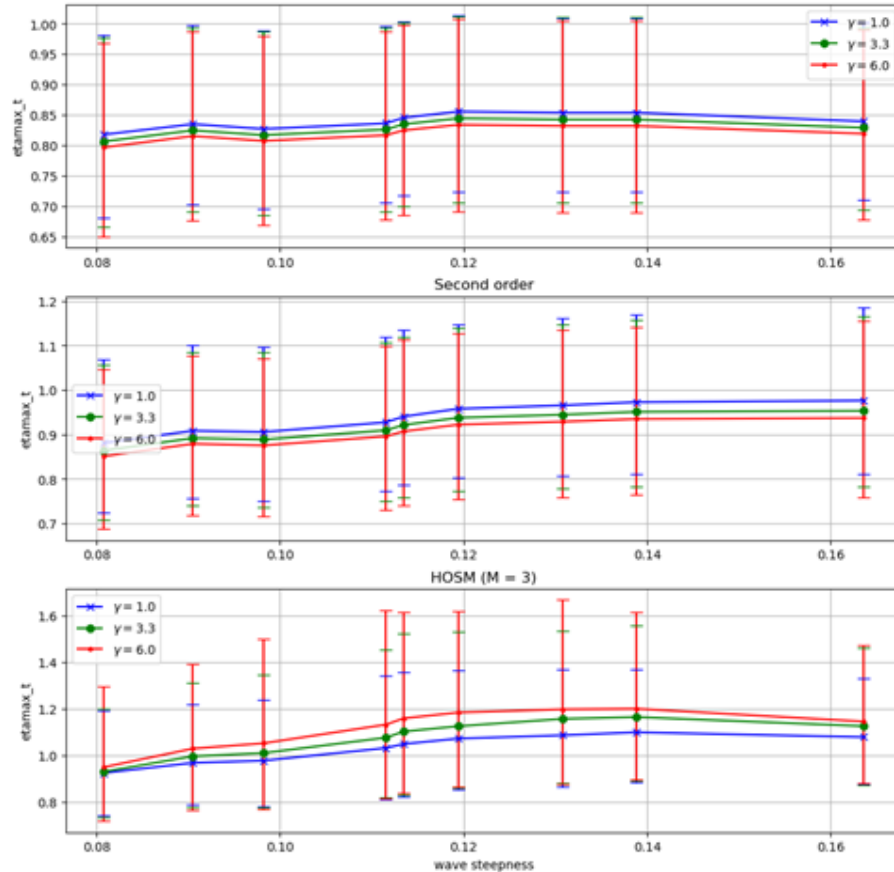 1.00
0.95
0.90
0.85
0.80
0.75
0.70
0.65
etamax_t
γ = 1.0
γ = 3.3
γ = 6.0
0.08 0.10 0.12 0.14 0.16
Second order
1.2
1.1
1.0
0.9
0.8
0.7
etamax_t
γ = 1.0
γ = 3.3
γ = 6.0
0.08 0.10 0.12 0.14 0.16
HOSM (M = 3)
1.6
1.4
1.2
1.0
0.8
etamax_t
γ = 1.0
γ = 3.3
γ = 6.0
0.08 0.10 0.12 0.14 0.16
wave steepness